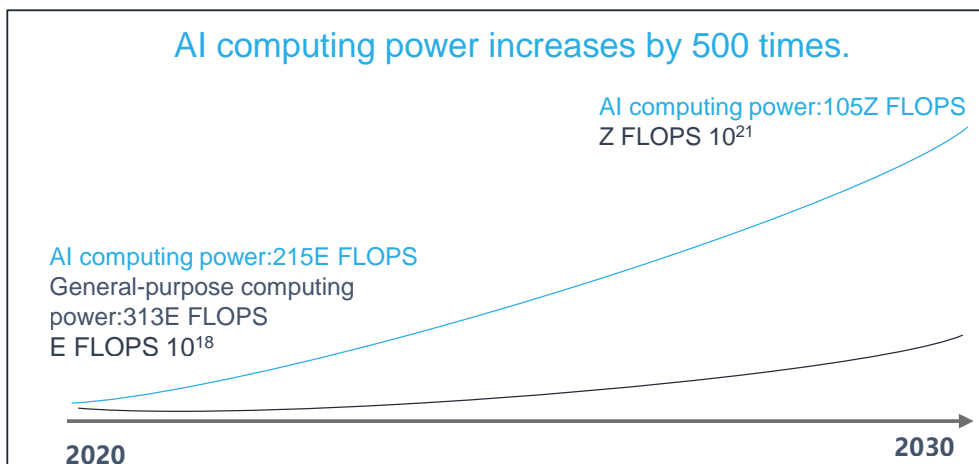 AI computing power increases by 500 times.
AI computing power:105Z FLOPS
Z FLOPS 10²¹
AI computing power:215E FLOPS
General-purpose computing
power:313E FLOPS
E FLOPS 10¹⁸
2020
2030